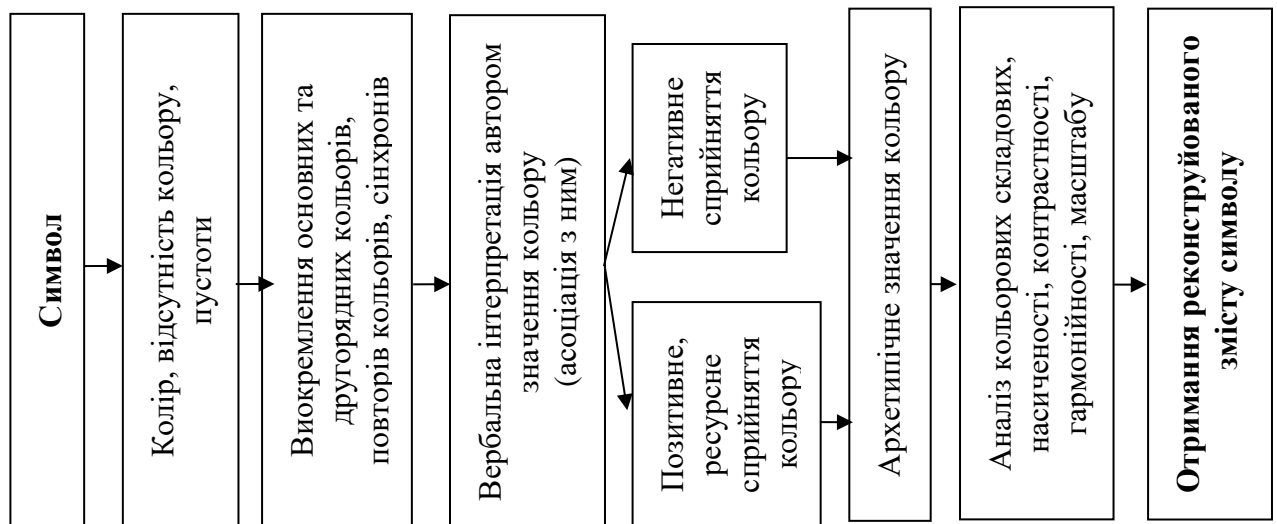 Символ
Колір, відсутність кольору,
пустоти
Виокремлення основних та
другорядних кольорів,
повторів кольорів, сінхронів
Вербальна інтерпретація автором
значення кольору
(асоціація з ним)
Позитивне,
ресурсне
сприйняття
кольору
Негативне
сприйняття
кольору
Архетипічне значення кольору
Аналіз кольорових складових,
насиченості, контрастності,
гармонійності, масштабу
Отримання реконструйованого
змісту символу